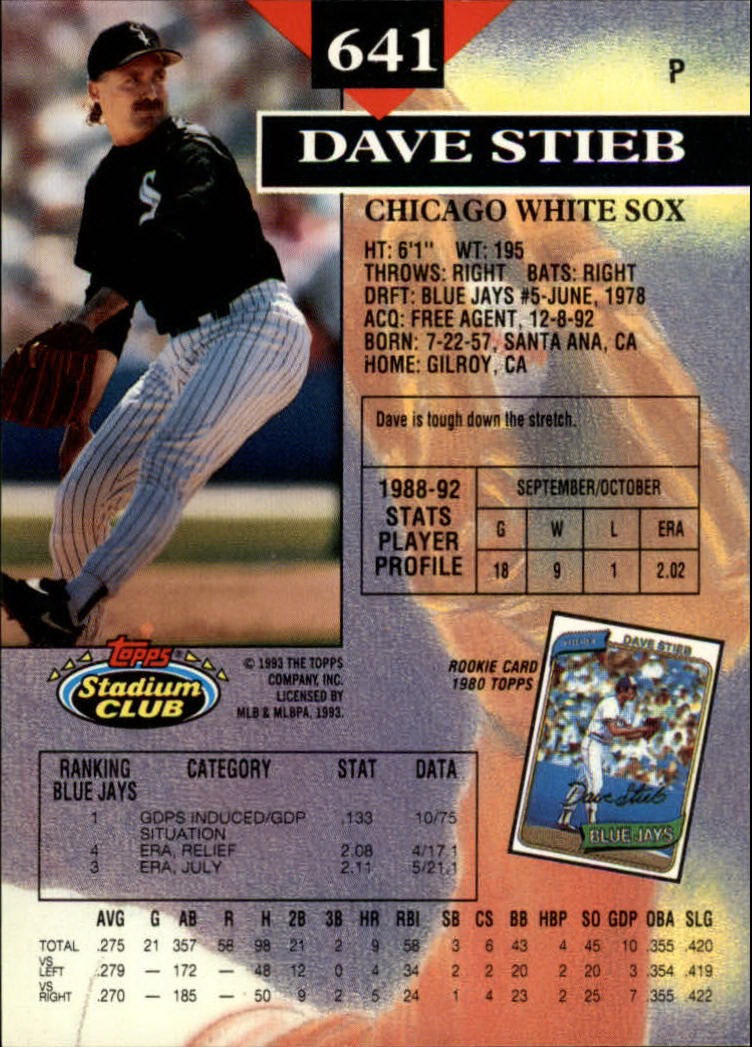 641
P
DAVE STIEB
CHICAGO WHITE SOX
HT: 6'1" WT: 195
THROWS: RIGHT BATS: RIGHT
DRFT: BLUE JAYS #5-JUNE, 1978
ACQ: FREE AGENT, 12-8-92
BORN: 7-22-57, SANTA ANA, CA
HOME: GILROY, CA
Dave is tough down the stretch.
1988-92 STATS PLAYER PROFILE
SEPTEMBER/OCTOBER
G W L ERA
18 9 1 2.02
Topps
Stadium
CLUB
© 1993 THE TOPPS
COMPANY, INC.
LICENSED BY
MLB & MLBPA, 1993.
ROOKIE CARD
1980 TOPPS
PITCHER
DAVE STIEB
Dave Stieb
BLUE JAYS
RANKING CATEGORY STAT DATA
BLUE JAYS
1 GDPS INDUCED/GDP .133 10/75
SITUATION
4 ERA, RELIEF 2.08 4/17.1
3 ERA, JULY 2.11 5/21.1
AVG G AB R H 2B 3B HR RBI SB CS BB HBP SO GDP OBA SLG
TOTAL .275 21 357 58 98 21 2 9 58 3 6 43 4 45 10 .355 .420
VS
LEFT .279 — 172 — 48 12 0 4 34 2 2 20 2 20 3 .354 .419
VS
RIGHT .270 — 185 — 50 9 2 5 24 1 4 23 2 25 7 .355 .422